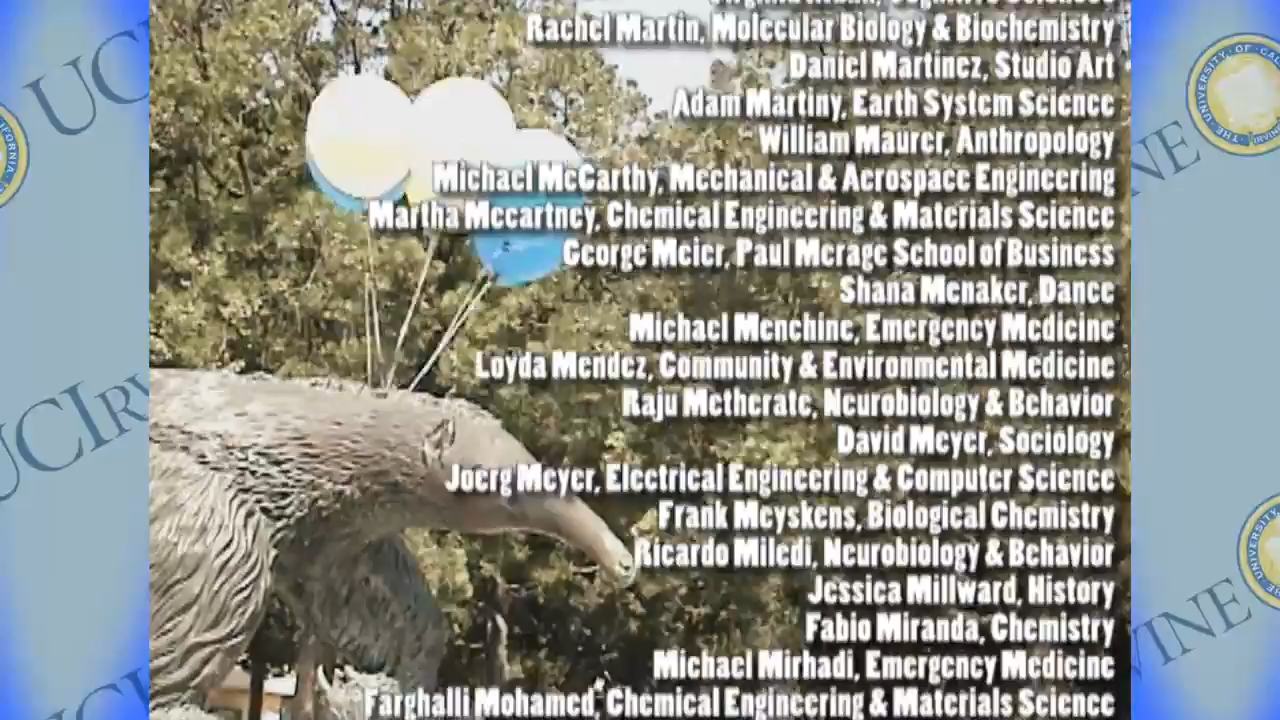 Rachel Martin, Molecular Biology & Biochemistry
Daniel Martinez, Studio Art
Adam Martiny, Earth System Science
William Maurer, Anthropology
Michael McCarthy, Mechanical & Aerospace Engineering
Martha Mecartney, Chemical Engineering & Materials Science
George Meier, Paul Merage School of Business
Shana Menaker, Dance
Michael Menchine, Emergency Medicine
Loyda Mendez, Community & Environmental Medicine
Raju Metherate, Neurobiology & Behavior
David Meyer, Sociology
Joerg Meyer, Electrical Engineering & Computer Science
Frank Meyskens, Biological Chemistry
Ricardo Miledi, Neurobiology & Behavior
Jessica Millward, History
Fabio Miranda, Chemistry
Michael Mirhadi, Emergency Medicine
Farghalli Mohamed, Chemical Engineering & Materials Science
UC
UCIR
VINE